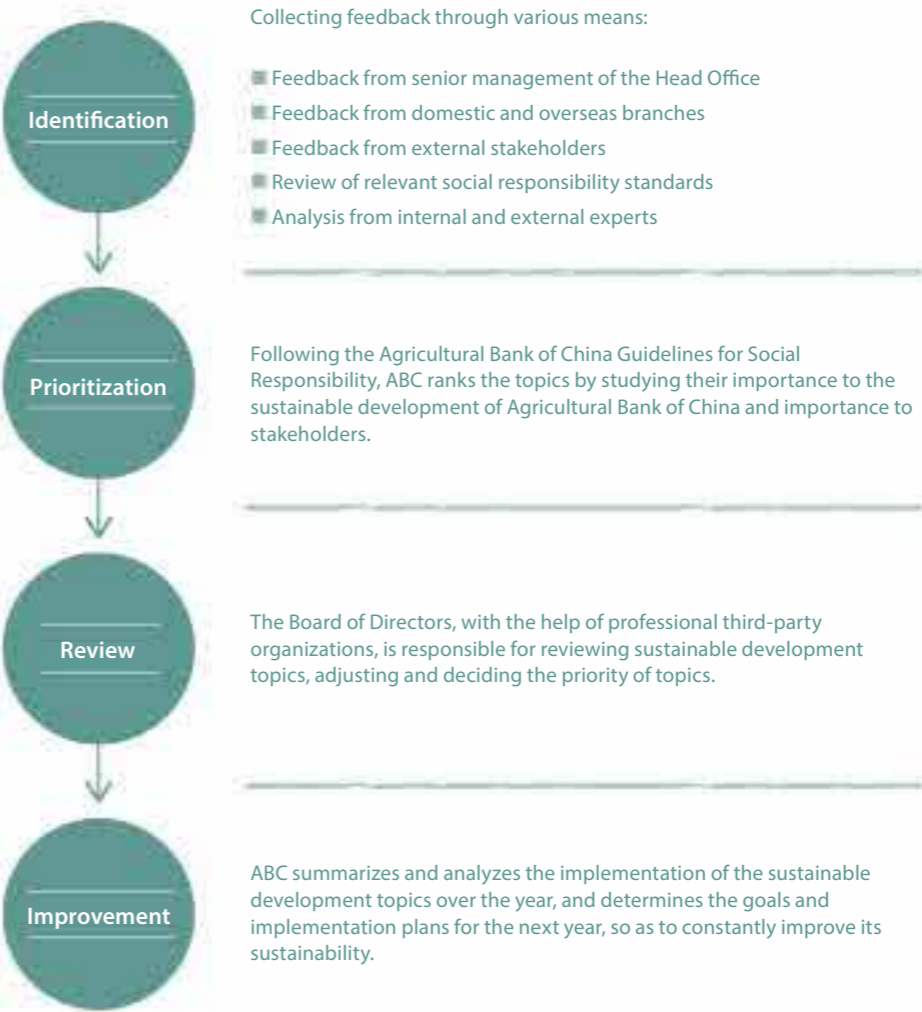 Collecting feedback through various means:
Identification
■ Feedback from senior management of the Head Office
■ Feedback from domestic and overseas branches
■ Feedback from external stakeholders
■ Review of relevant social responsibility standards
■ Analysis from internal and external experts
Prioritization
Following the Agricultural Bank of China Guidelines for Social
Responsibility, ABC ranks the topics by studying their importance to the
sustainable development of Agricultural Bank of China and importance to
stakeholders.
Review
The Board of Directors, with the help of professional third-party
organizations, is responsible for reviewing sustainable development
topics, adjusting and deciding the priority of topics.
Improvement
ABC summarizes and analyzes the implementation of the sustainable
development topics over the year, and determines the goals and
implementation plans for the next year, so as to constantly improve its
sustainability.